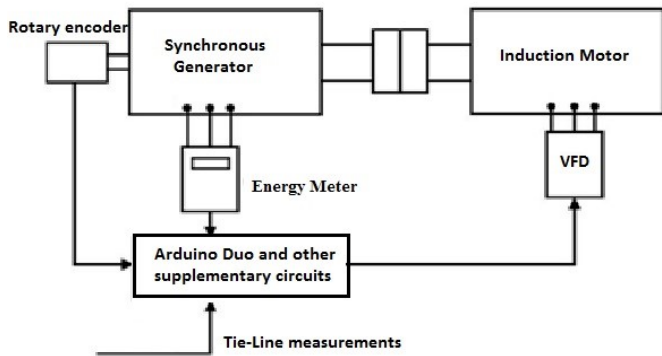 Rotary encoder
Synchronous
Generator
Induction Motor
VFD
Energy Meter
Arduino Duo and other
supplementary circuits
Tie-Line measurements